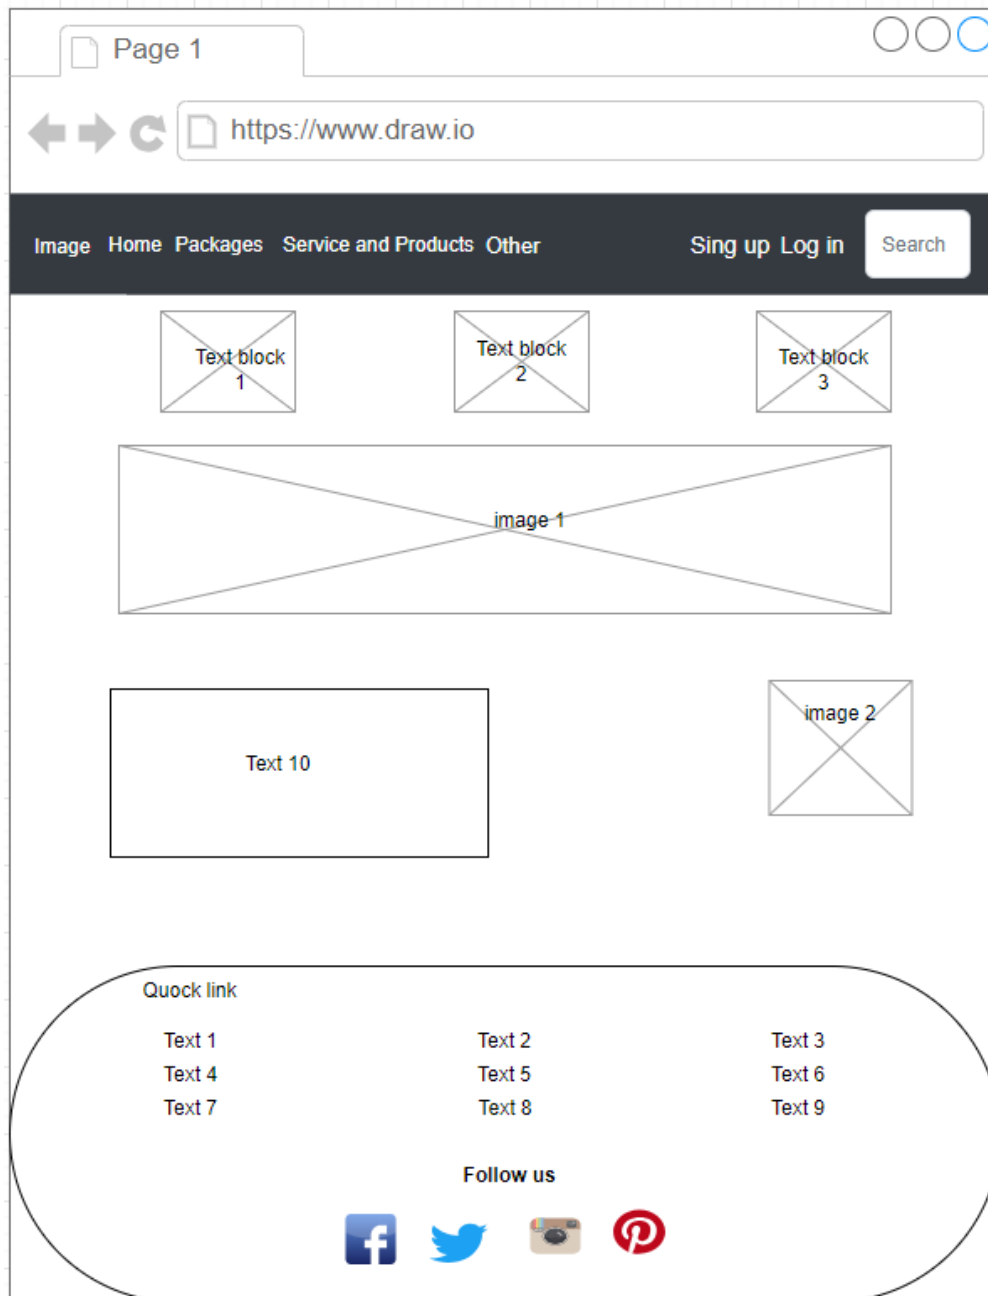 Page 1
https://www.draw.io
Image Home Packages Service and Products Other Sing up Log in Search
Text block
1
Text block
2
Text block
3
image 1
Text 10
image 2
Quock link
Text 1 Text 2 Text 3
Text 4 Text 5 Text 6
Text 7 Text 8 Text 9
Follow us